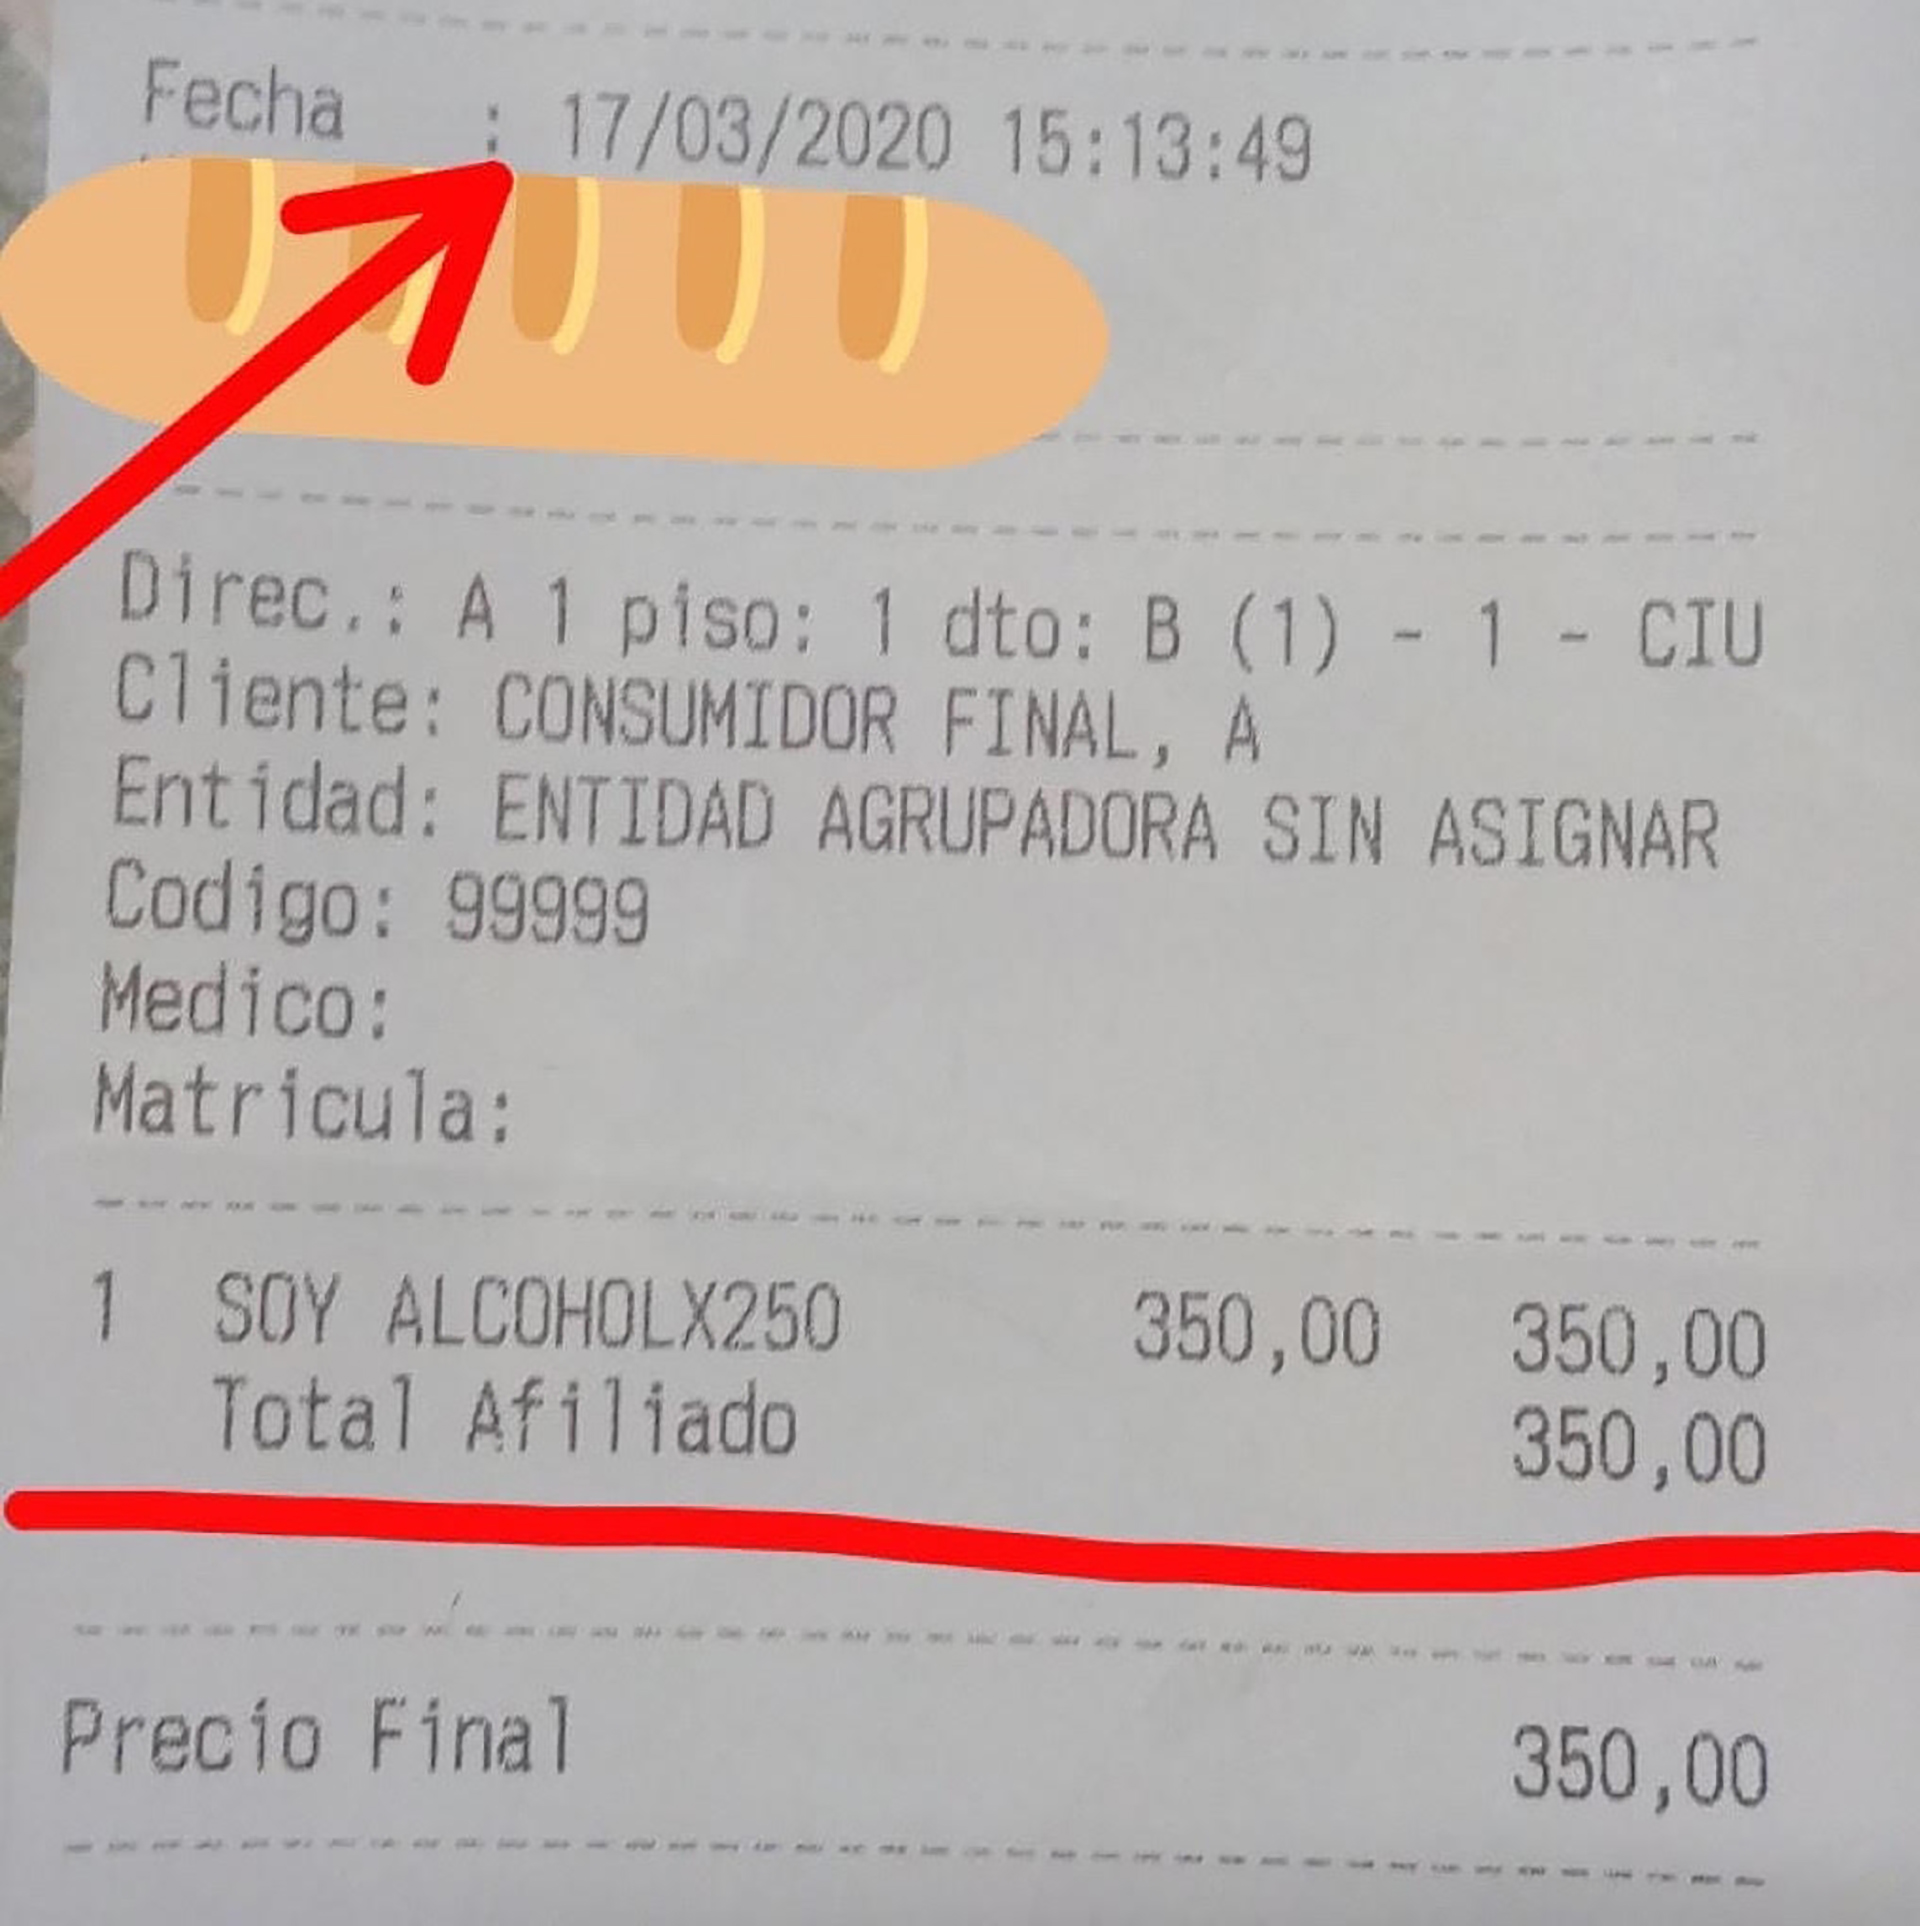 Fecha : 17/03/2020 15:13:49
Direc.: A 1 piso: 1 dto: B (1) - 1 - CIU
Cliente: CONSUMIDOR FINAL, A
Entidad: ENTIDAD AGRUPADORA SIN ASIGNAR
Codigo: 99999
Medico:
Matricula:
1 SOY ALCOHOLX250 350,00 350,00
Total Afiliado 350,00
Precio Final 350,00